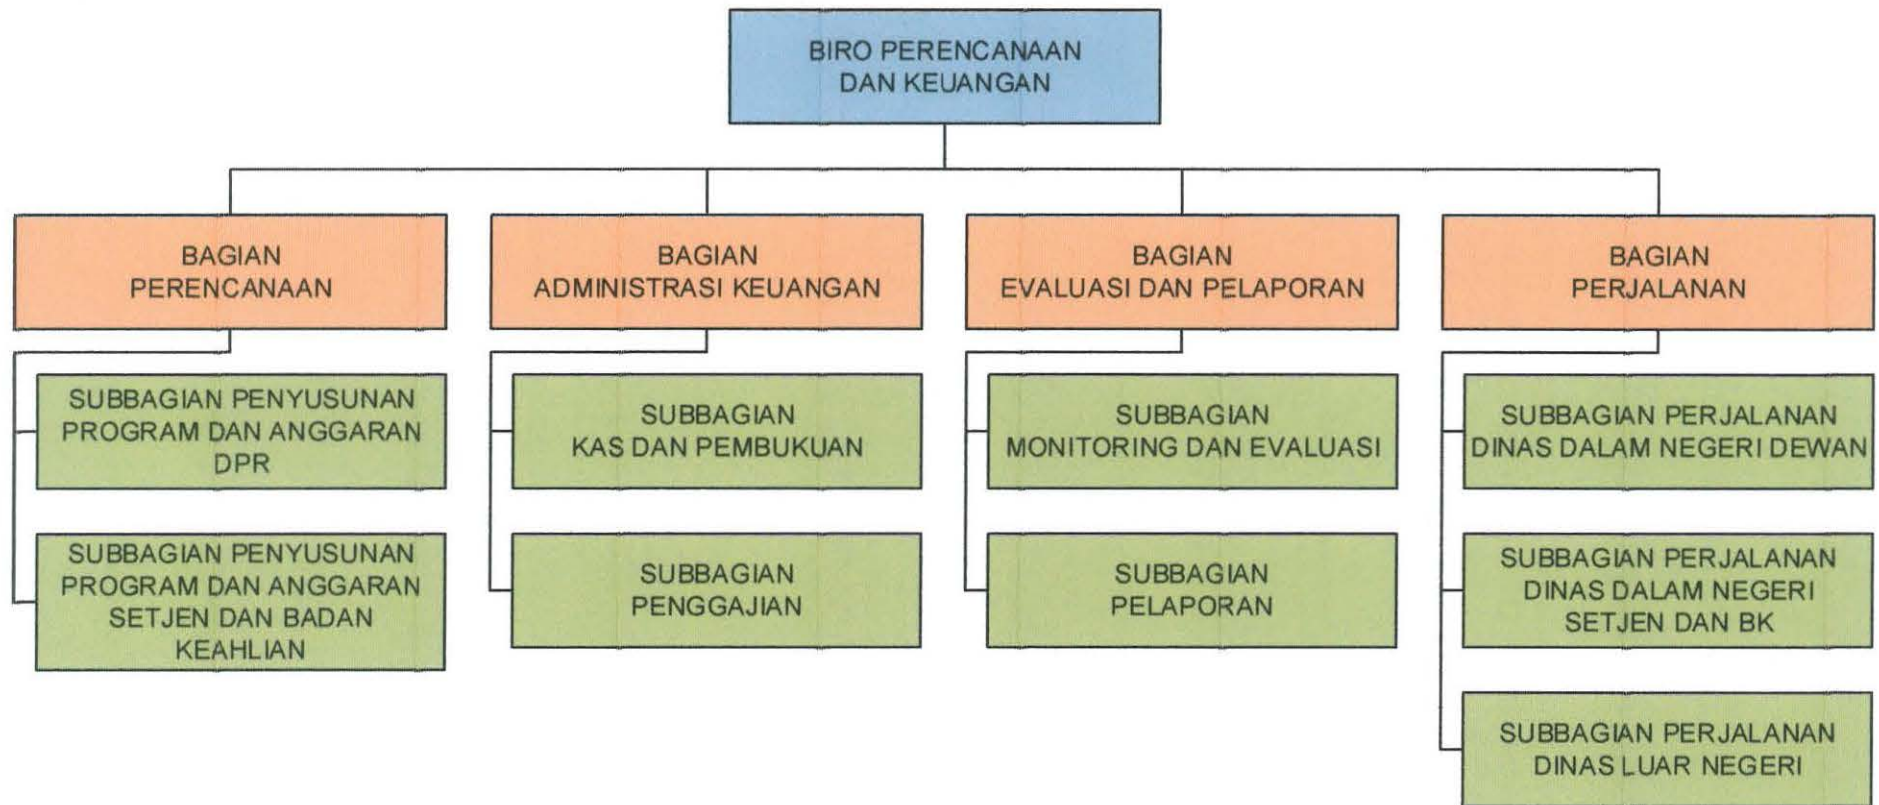 BIRO PERENCANAAN
DAN KEUANGAN
BAGIAN
PERENCANAAN
SUBBAGIAN PENYUSUNAN
PROGRAM DAN ANGGARAN
DPR
SUBBAGIAN PENYUSUNAN
PROGRAM DAN ANGGARAN
SETJEN DAN BADAN
KEAHLIAN
BAGIAN
ADMINISTRASI KEUANGAN
SUBBAGIAN
KAS DAN PEMBUKUAN
SUBBAGIAN
PENGGAJIAN
BAGIAN
EVALUASI DAN PELAPORAN
SUBBAGIAN
MONITORING DAN EVALUASI
SUBBAGIAN
PELAPORAN
BAGIAN
PERJALANAN
SUBBAGIAN PERJALANAN
DINAS DALAM NEGERI DEWAN
SUBBAGIAN PERJALANAN
DINAS DALAM NEGERI
SETJEN DAN BK
SUBBAGIAN PERJALANAN
DINAS LUAR NEGERI